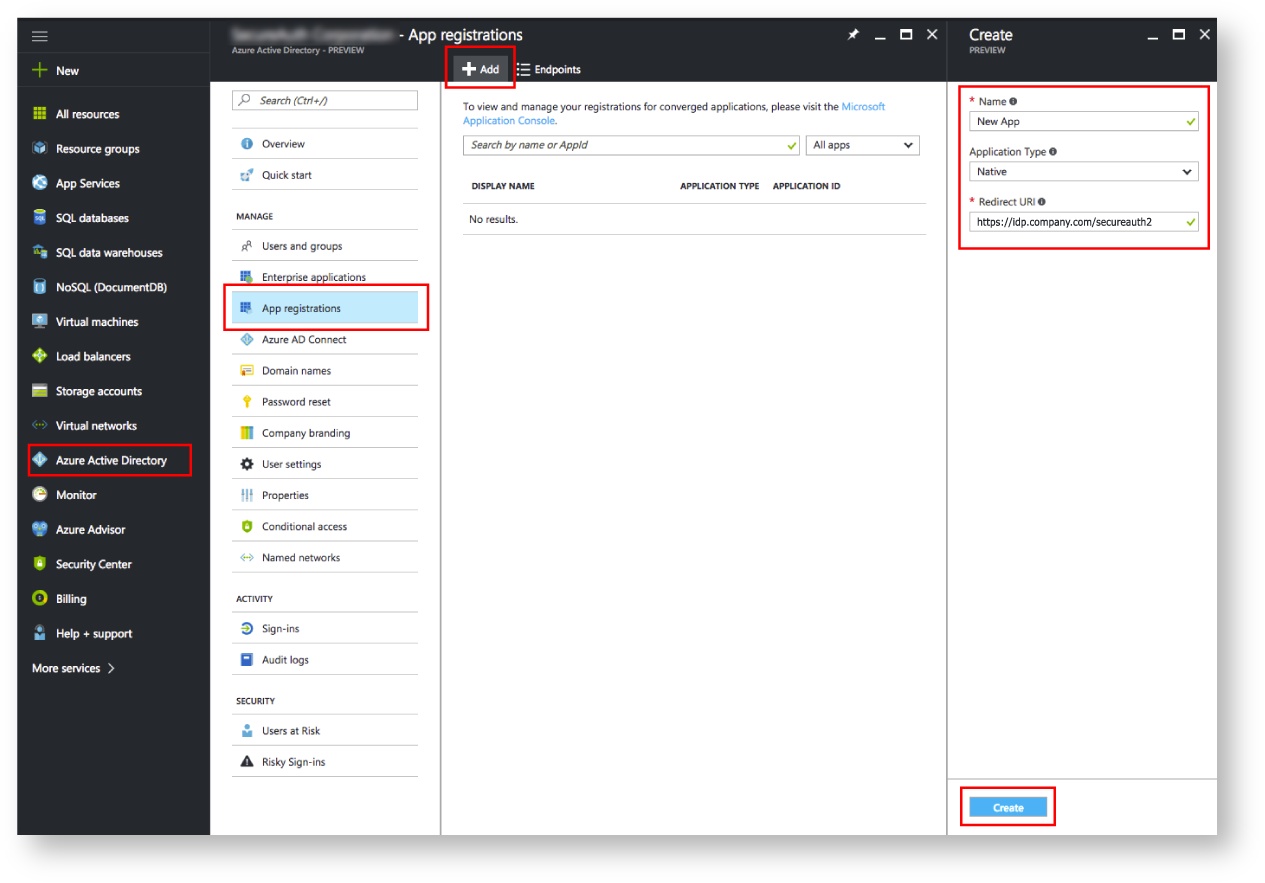 New
All resources
Resource groups
App Services
SQL databases
SQL data warehouses
NoSQL (DocumentDB)
Virtual machines
Load balancers
Storage accounts
Virtual networks
Azure Active Directory
Monitor
Azure Advisor
Security Center
Billing
Help + support
More services
- App registrations
Azure Active Directory - PREVIEW
Search (Ctrl+/)
Overview
Quick start
MANAGE
Users and groups
Enterprise applications
App registrations
Azure AD Connect
Domain names
Password reset
Company branding
User settings
Properties
Conditional access
Named networks
ACTIVITY
Sign-ins
Audit logs
SECURITY
Users at Risk
Risky Sign-ins
Add Endpoints
To view and manage your registrations for converged applications, please visit the Microsoft
Application Console.
Search by name or AppId All apps
DISPLAY NAME APPLICATION TYPE APPLICATION ID
No results.
Create
PREVIEW
* Name
New App
Application Type
Native
* Redirect URI
https://idp.company.com/secureauth2
Create